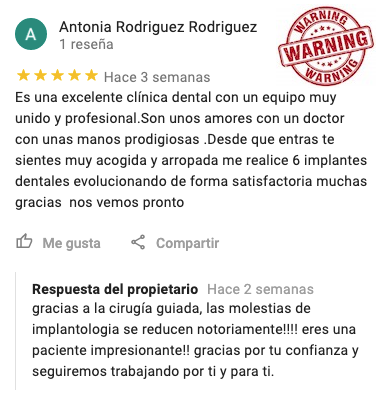 A
Antonia Rodriguez Rodriguez
1 reseña
WARNING
WARNING
WARNING
Hace 3 semanas
Es una excelente clínica dental con un equipo muy
unido y profesional.Son unos amores con un doctor
con unas manos prodigiosas .Desde que entras te
sientes muy acogida y arropada me realice 6 implantes
dentales evolucionando de forma satisfactoria muchas
gracias  nos vemos pronto
Me gusta
Compartir
Respuesta del propietario Hace 2 semanas
gracias a la cirugía guiada, las molestias de
implantologia se reducen notoriamente!!!! eres una
paciente impresionante!! gracias por tu confianza y
seguiremos trabajando por ti y para ti.